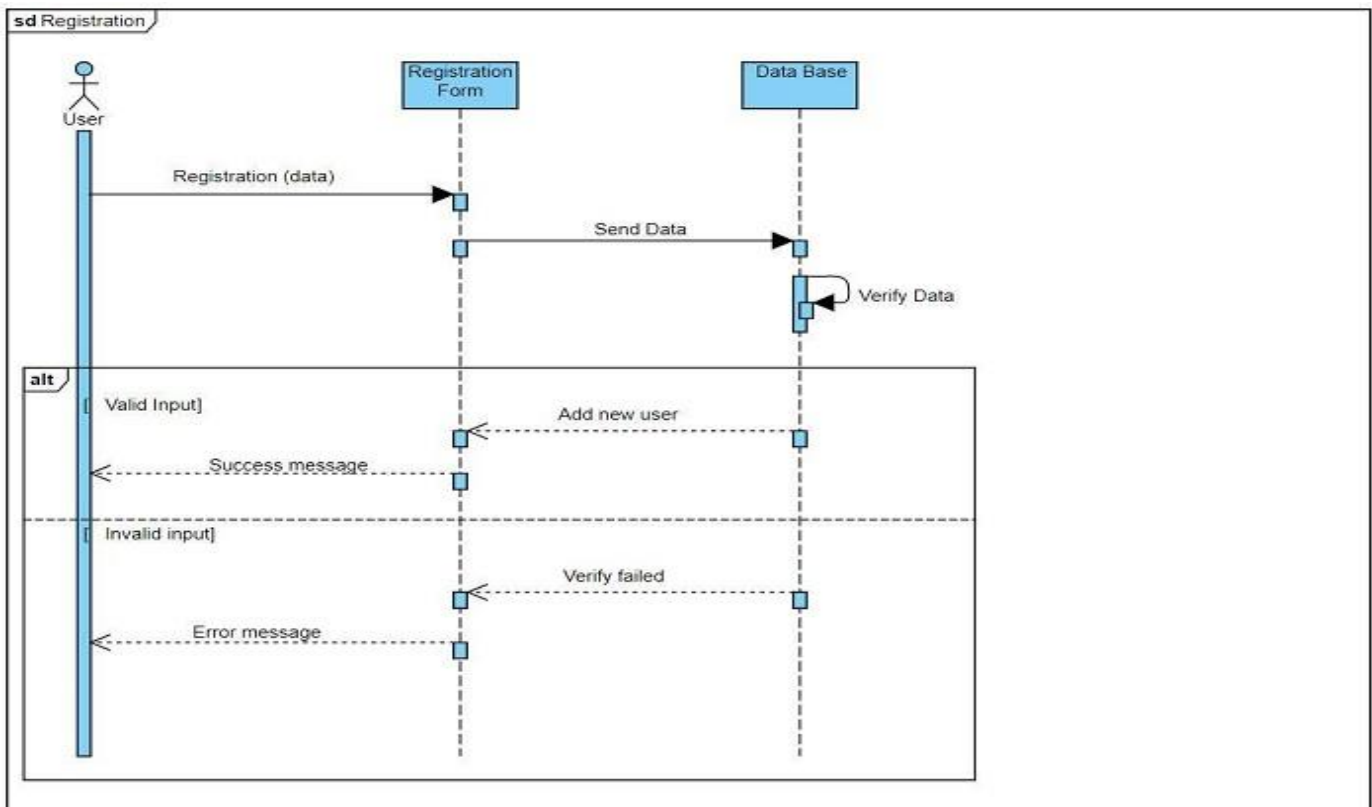 sd Registration
User
Registration
Form
Data Base
Registration (data)
Send Data
Verify Data
alt
[ Valid Input]
Add new user
Success message
[ Invalid input]
Verify failed
Error message